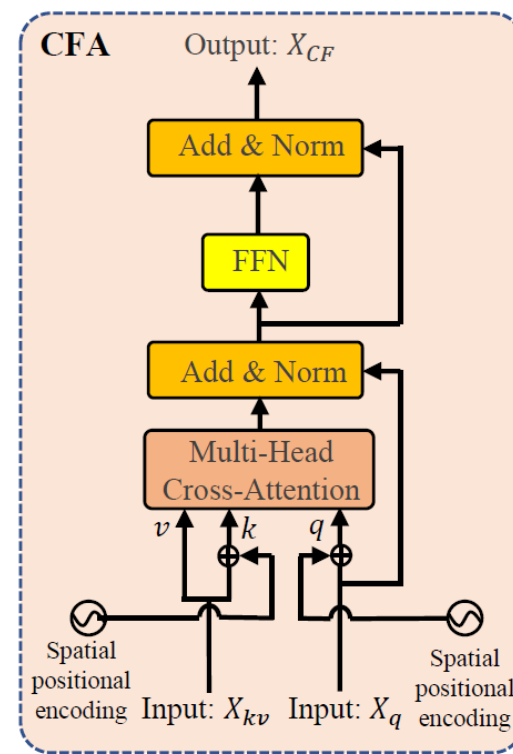 CFA
Output: X_CF
Add & Norm
FFN
Add & Norm
Multi-Head
Cross-Attention
v
k
q
Spatial
positional
encoding
Input: X_kv
Input: X_q
Spatial
positional
encoding